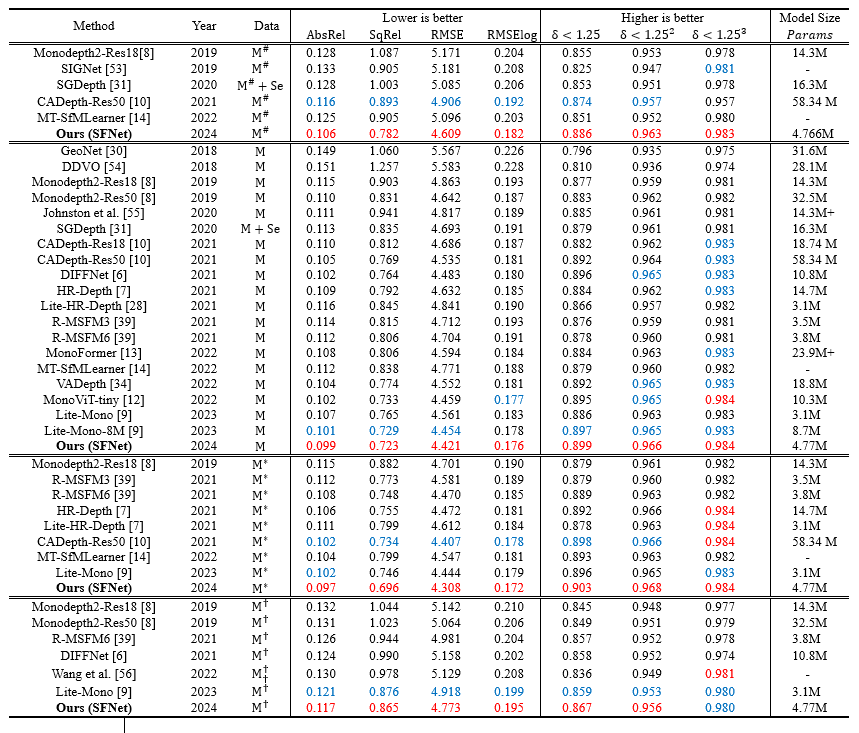 Method Year Data Lower is better Higher is better Model Size
AbsRel SqRel RMSE RMSElog δ < 1.25 δ < 1.25² δ < 1.25³ Params
Monodepth2-Res18[8] 2019 M# 0.128 1.087 5.171 0.204 0.855 0.953 0.978 14.3M
SIGNet [53] 2019 M# 0.133 0.905 5.181 0.208 0.825 0.947 0.981 -
SGDepth [31] 2020 M# + Se 0.128 1.003 5.085 0.206 0.853 0.951 0.978 16.3M
CADepth-Res50 [10] 2021 M# 0.116 0.893 4.906 0.192 0.874 0.957 0.957 58.34 M
MT-SfMLearner [14] 2022 M# 0.125 0.905 5.096 0.203 0.851 0.952 0.980 -
Ours (SFNet) 2024 M# 0.106 0.782 4.609 0.182 0.886 0.963 0.983 4.766M
GeoNet [30] 2018 M 0.149 1.060 5.567 0.226 0.796 0.935 0.975 31.6M
DDVO [54] 2018 M 0.151 1.257 5.583 0.228 0.810 0.936 0.974 28.1M
Monodepth2-Res18 [8] 2019 M 0.115 0.903 4.863 0.193 0.877 0.959 0.981 14.3M
Monodepth2-Res50 [8] 2019 M 0.110 0.831 4.642 0.187 0.883 0.962 0.982 32.5M
Johnston et al. [55] 2020 M 0.111 0.941 4.817 0.189 0.885 0.961 0.981 14.3M+
SGDepth [31] 2020 M + Se 0.113 0.835 4.693 0.191 0.879 0.961 0.981 16.3M
CADepth-Res18 [10] 2021 M 0.110 0.812 4.686 0.187 0.882 0.962 0.983 18.74 M
CADepth-Res50 [10] 2021 M 0.105 0.769 4.535 0.181 0.892 0.964 0.983 58.34 M
DIFFNet [6] 2021 M 0.102 0.764 4.483 0.180 0.896 0.965 0.983 10.8M
HR-Depth [7] 2021 M 0.109 0.792 4.632 0.185 0.884 0.962 0.983 14.7M
Lite-HR-Depth [28] 2021 M 0.116 0.845 4.841 0.190 0.866 0.957 0.982 3.1M
R-MSFM3 [39] 2021 M 0.114 0.815 4.712 0.193 0.876 0.959 0.981 3.5M
R-MSFM6 [39] 2021 M 0.112 0.806 4.704 0.191 0.878 0.960 0.981 3.8M
MonoFormer [13] 2022 M 0.108 0.806 4.594 0.184 0.884 0.963 0.983 23.9M+
MT-SfMLearner [14] 2022 M 0.112 0.838 4.771 0.188 0.879 0.960 0.982 -
VADepth [34] 2022 M 0.104 0.774 4.552 0.181 0.892 0.965 0.983 18.8M
MonoViT-tiny [12] 2022 M 0.102 0.733 4.459 0.177 0.895 0.965 0.984 10.3M
Lite-Mono [9] 2023 M 0.107 0.765 4.561 0.183 0.886 0.963 0.983 3.1M
Lite-Mono-8M [9] 2023 M 0.101 0.729 4.454 0.178 0.897 0.965 0.983 8.7M
Ours (SFNet) 2024 M 0.099 0.723 4.421 0.176 0.899 0.966 0.984 4.77M
Monodepth2-Res18 [8] 2019 M* 0.115 0.882 4.701 0.190 0.879 0.961 0.982 14.3M
R-MSFM3 [39] 2021 M* 0.112 0.773 4.581 0.189 0.879 0.960 0.982 3.5M
R-MSFM6 [39] 2021 M* 0.108 0.748 4.470 0.185 0.889 0.963 0.982 3.8M
HR-Depth [7] 2021 M* 0.106 0.755 4.472 0.181 0.892 0.966 0.984 14.7M
Lite-HR-Depth [7] 2021 M* 0.111 0.799 4.612 0.184 0.878 0.963 0.984 3.1M
CADepth-Res50 [10] 2021 M* 0.102 0.734 4.407 0.178 0.898 0.966 0.984 58.34 M
MT-SfMLearner [14] 2022 M* 0.104 0.799 4.547 0.181 0.893 0.963 0.982 -
Lite-Mono [9] 2023 M* 0.102 0.746 4.444 0.179 0.896 0.965 0.983 3.1M
Ours (SFNet) 2024 M* 0.097 0.696 4.308 0.172 0.903 0.968 0.984 4.77M
Monodepth2-Res18 [8] 2019 M† 0.132 1.044 5.142 0.210 0.845 0.948 0.977 14.3M
Monodepth2-Res50 [8] 2019 M† 0.131 1.023 5.064 0.206 0.849 0.951 0.979 32.5M
R-MSFM6 [39] 2021 M† 0.126 0.944 4.981 0.204 0.857 0.952 0.978 3.8M
DIFFNet [6] 2021 M† 0.124 0.990 5.158 0.202 0.858 0.952 0.974 10.8M
Wang et al. [56] 2022 M† 0.130 0.978 5.129 0.208 0.836 0.949 0.981 -
Lite-Mono [9] 2023 M† 0.121 0.876 4.918 0.199 0.859 0.953 0.980 3.1M
Ours (SFNet) 2024 M† 0.117 0.865 4.773 0.195 0.867 0.956 0.980 4.77M